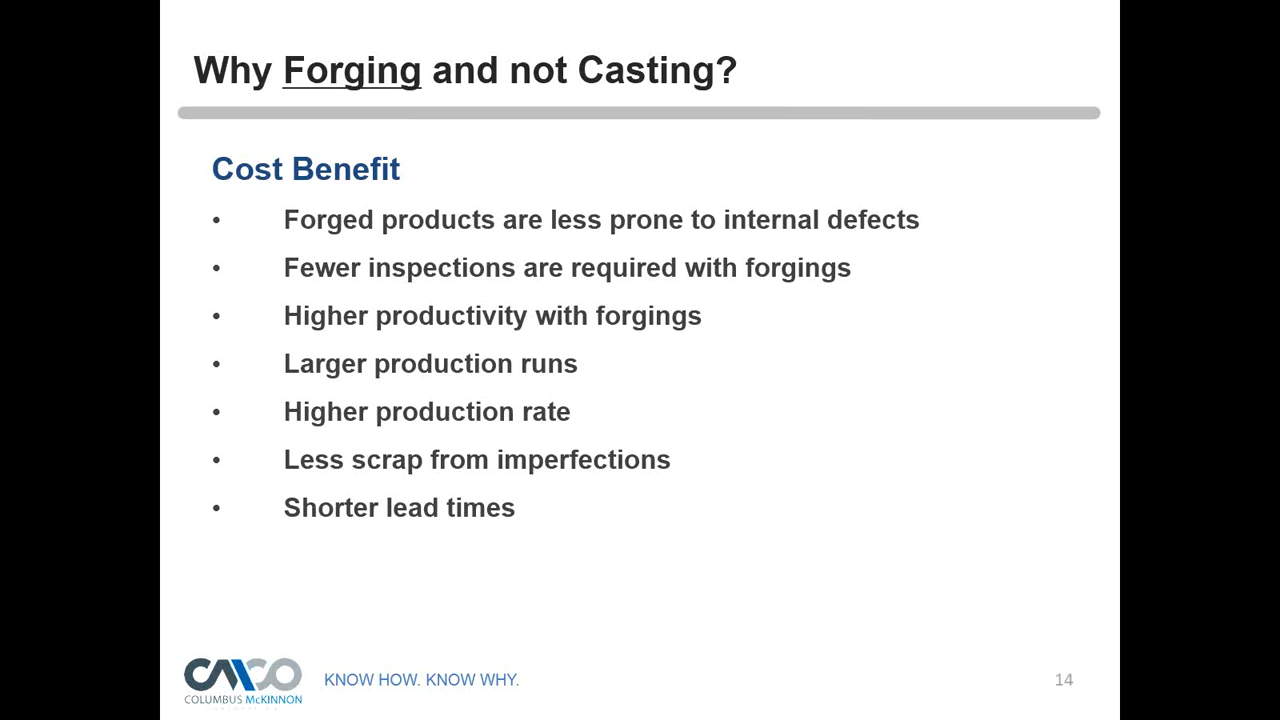 Why Forging and not Casting?
Cost Benefit
• Forged products are less prone to internal defects
• Fewer inspections are required with forgings
• Higher productivity with forgings
• Larger production runs
• Higher production rate
• Less scrap from imperfections
• Shorter lead times
CMCO
COLUMBUS McKINNON
KNOW HOW. KNOW WHY.
14